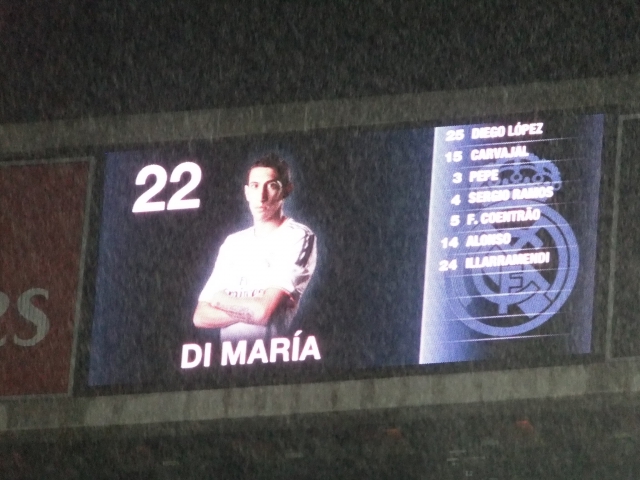 22
DI MARÍA
25 DIEGO LÓPEZ
15 CARVAJAL
3 PEPE
4 SERGIO RAMOS
5 F. COENTRÃO
14 ALONSO
24 ILLARRAMENDI
es